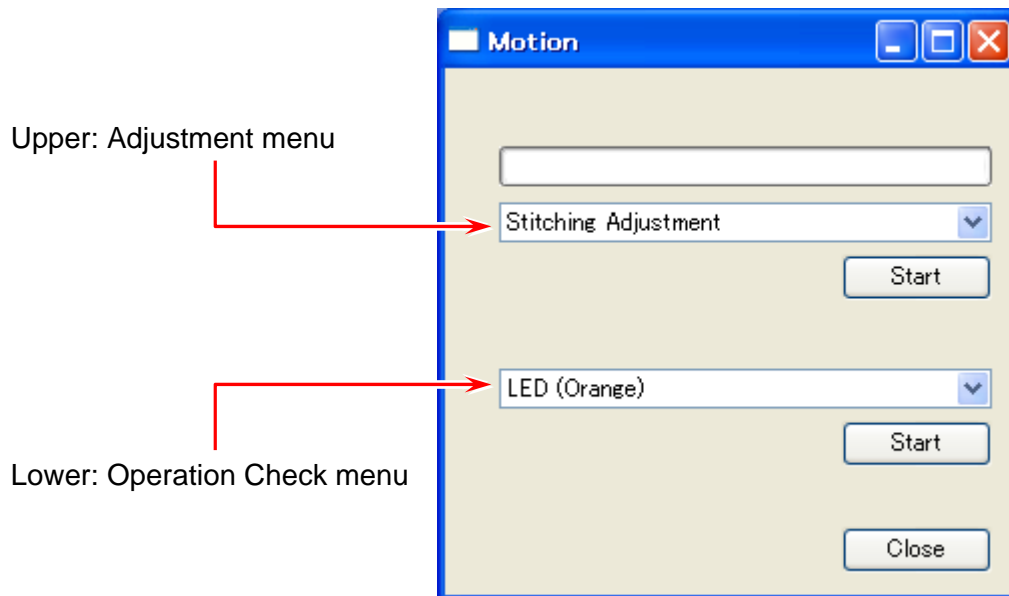 Motion
Upper: Adjustment menu
Stitching Adjustment
Start
LED (Orange)
Start
Lower: Operation Check menu
Close